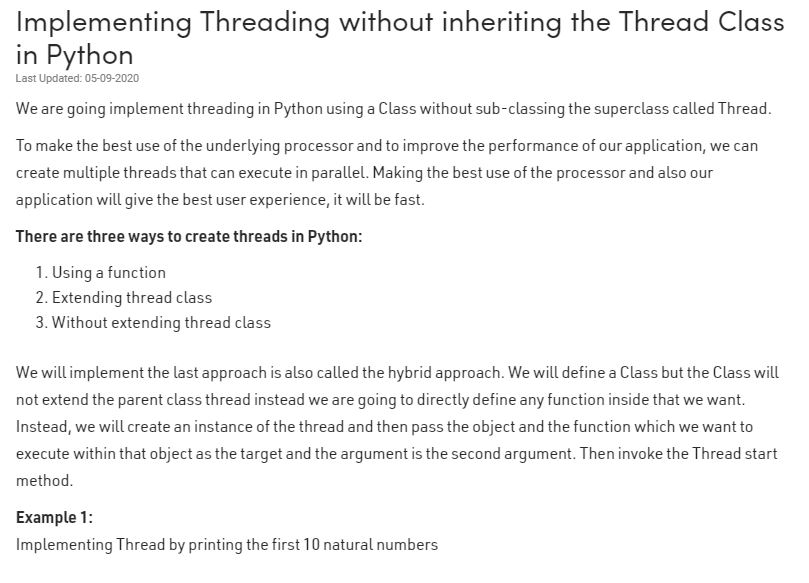 Implementing Threading without inheriting the Thread Class
in Python
Last Updated: 05-09-2020
We are going implement threading in Python using a Class without sub-classing the superclass called Thread.
To make the best use of the underlying processor and to improve the performance of our application, we can
create multiple threads that can execute in parallel. Making the best use of the processor and also our
application will give the best user experience, it will be fast.
There are three ways to create threads in Python:
1. Using a function
2. Extending thread class
3. Without extending thread class
We will implement the last approach is also called the hybrid approach. We will define a Class but the Class will
not extend the parent class thread instead we are going to directly define any function inside that we want.
Instead, we will create an instance of the thread and then pass the object and the function which we want to
execute within that object as the target and the argument is the second argument. Then invoke the Thread start
method.
Example 1:
Implementing Thread by printing the first 10 natural numbers